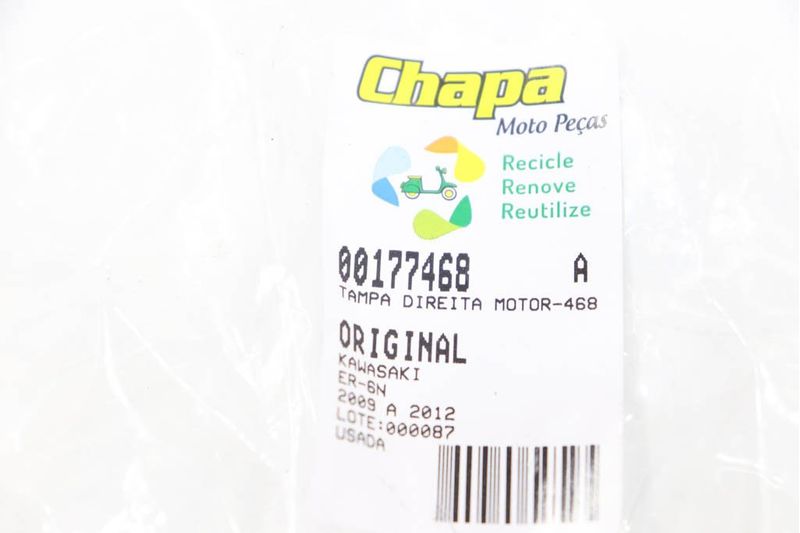 Chapa
Moto Peças
Recicle
Renove
Reutilize
00177468 A
TAMPA DIREITA MOTOR-468
ORIGINAL
KAWASAKI
ER-6N
2009 A 2012
LOTE:000087
USADA